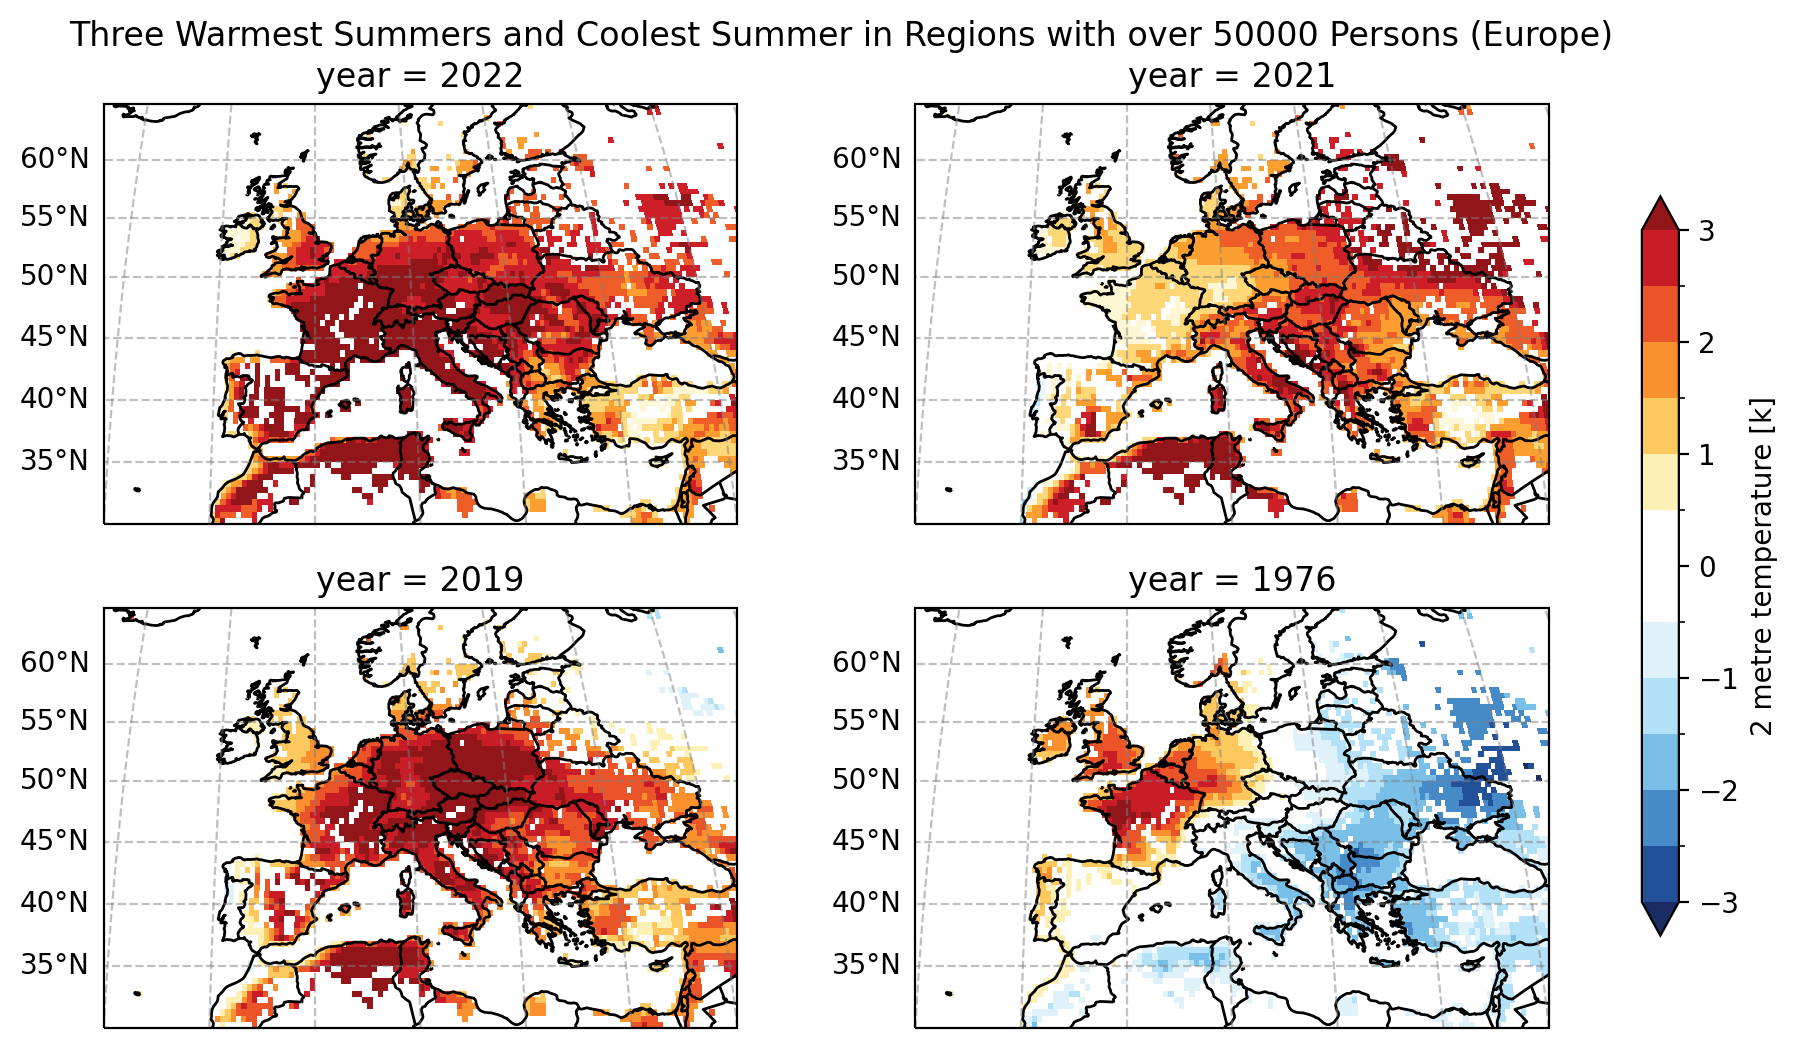 Three Warmest Summers and Coolest Summer in Regions with over 50000 Persons (Europe)
year = 2022
year = 2021
60°N
55°N
50°N
45°N
40°N
35°N
60°N
55°N
50°N
45°N
40°N
35°N
year = 2019
year = 1976
60°N
55°N
50°N
45°N
40°N
35°N
60°N
55°N
50°N
45°N
40°N
35°N
3
2
1
0
−1
−2
−3
2 metre temperature [k]